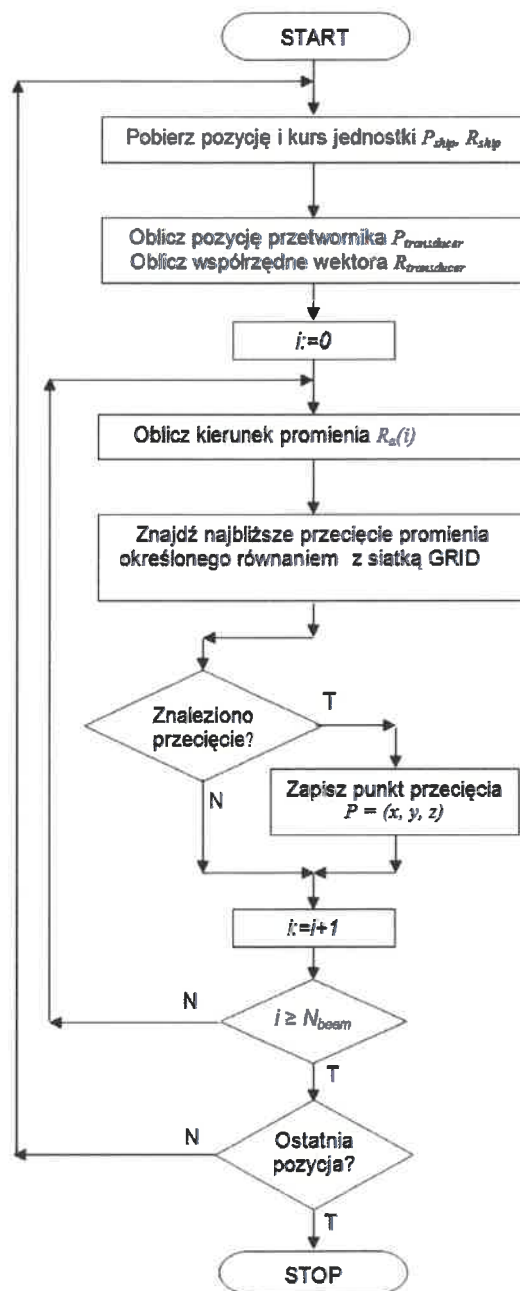 START
Pobierz pozycję i kurs jednostki P_ship, R_ship
Oblicz pozycję przetwornika P_transducer
Oblicz współrzędne wektora R_transducer
i:=0
Oblicz kierunek promienia R_α(i)
Znajdź najbliższe przecięcie promienia
określonego równaniem z siatką GRID
Znaleziono
przecięcie?
T
N
Zapisz punkt przecięcia
P = (x, y, z)
i:=i+1
N
i ≥ N_beam
T
N
Ostatnia
pozycja?
T
STOP